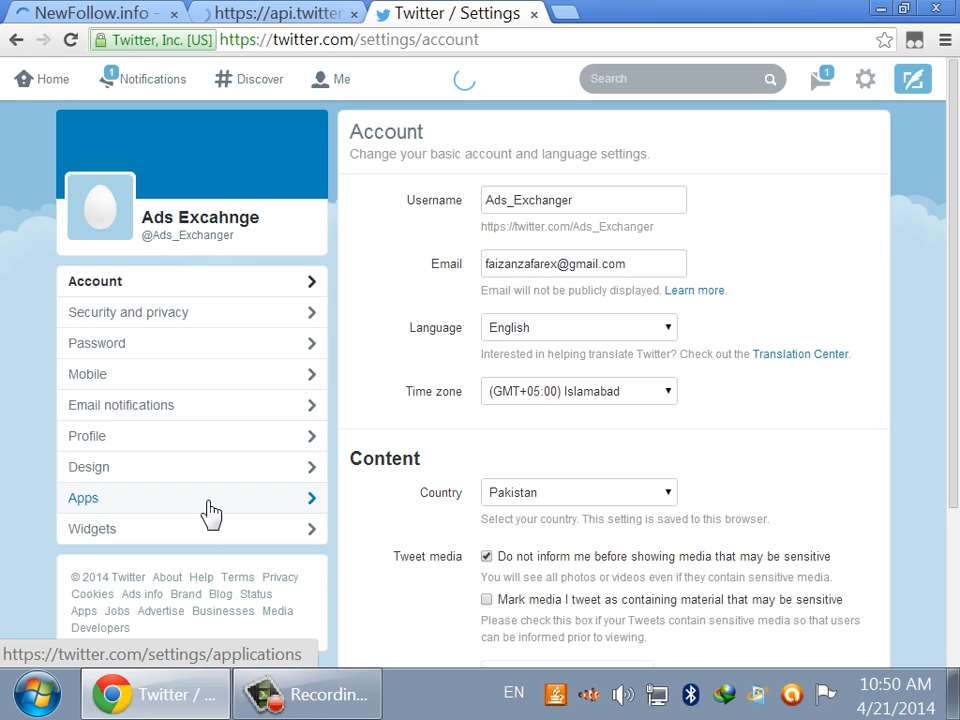 NewFollow.info -
https://api.twitter
Twitter / Settings
Twitter, Inc. [US]
https://twitter.com/settings/account
Home
1
Notifications
Discover
Me
Search
1
Ads Excahnge
@Ads_Exchanger
Account
Security and privacy
Password
Mobile
Email notifications
Profile
Design
Apps
Widgets
© 2014 Twitter About Help Terms Privacy
Cookies Ads info Brand Blog Status
Apps Jobs Advertise Businesses Media
Developers
Account
Change your basic account and language settings.
Username
Ads_Exchanger
https://twitter.com/Ads_Exchanger
Email
faizanzafarex@gmail.com
Email will not be publicly displayed. Learn more.
Language
English
Interested in helping translate Twitter? Check out the Translation Center.
Time zone
(GMT+05:00) Islamabad
Content
Country
Pakistan
Select your country. This setting is saved to this browser.
Tweet media
Do not inform me before showing media that may be sensitive
You will see all photos or videos even if they contain sensitive media.
Mark media I tweet as containing material that may be sensitive
Please check this box if your Tweets contain sensitive media so that users
can be informed prior to viewing.
https://twitter.com/settings/applications
Twitter / ...
Recordin...
EN
10:50 AM
4/21/2014